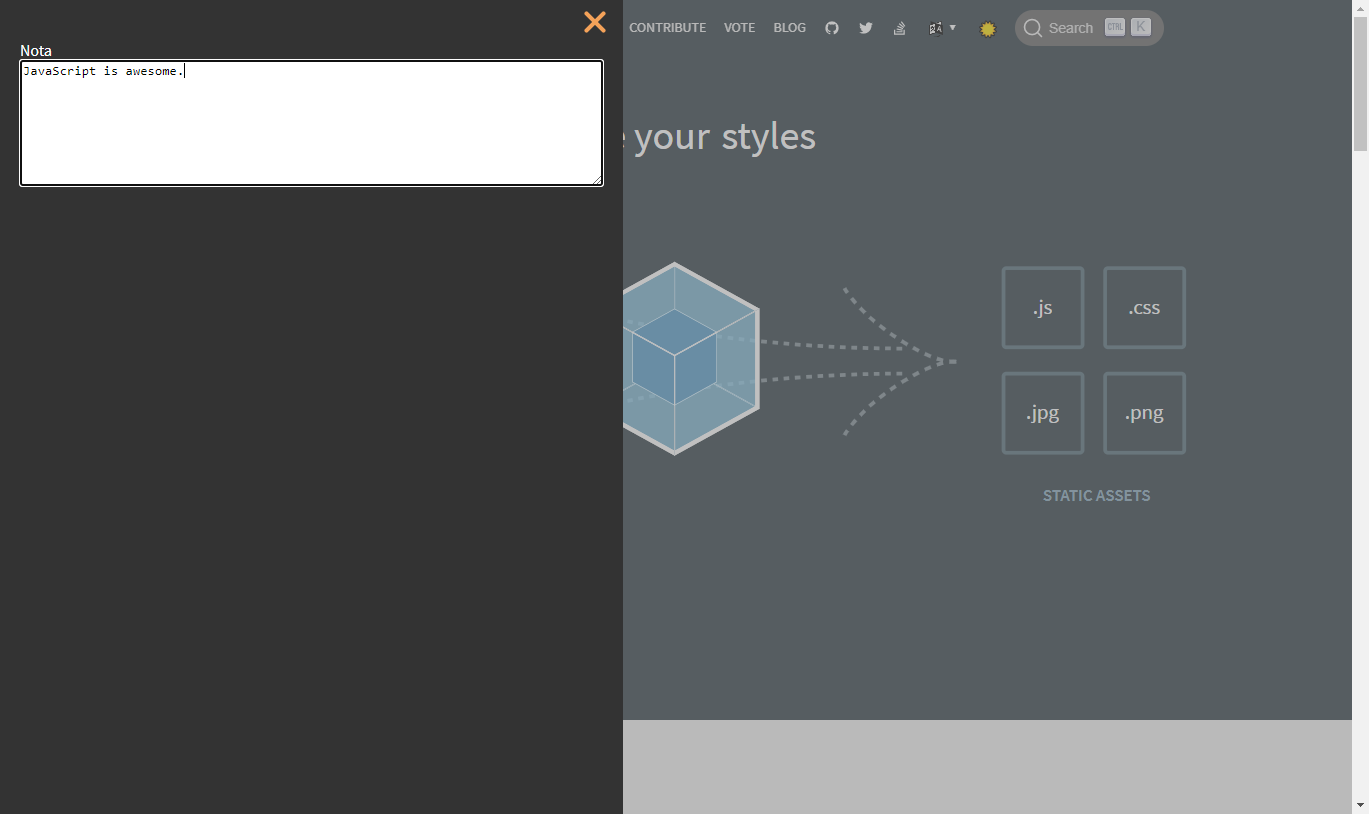 CONTRIBUTE VOTE BLOG Search CTRL K
Nota
JavaScript is awesome.
your styles
.js .css
.jpg .png
STATIC ASSETS